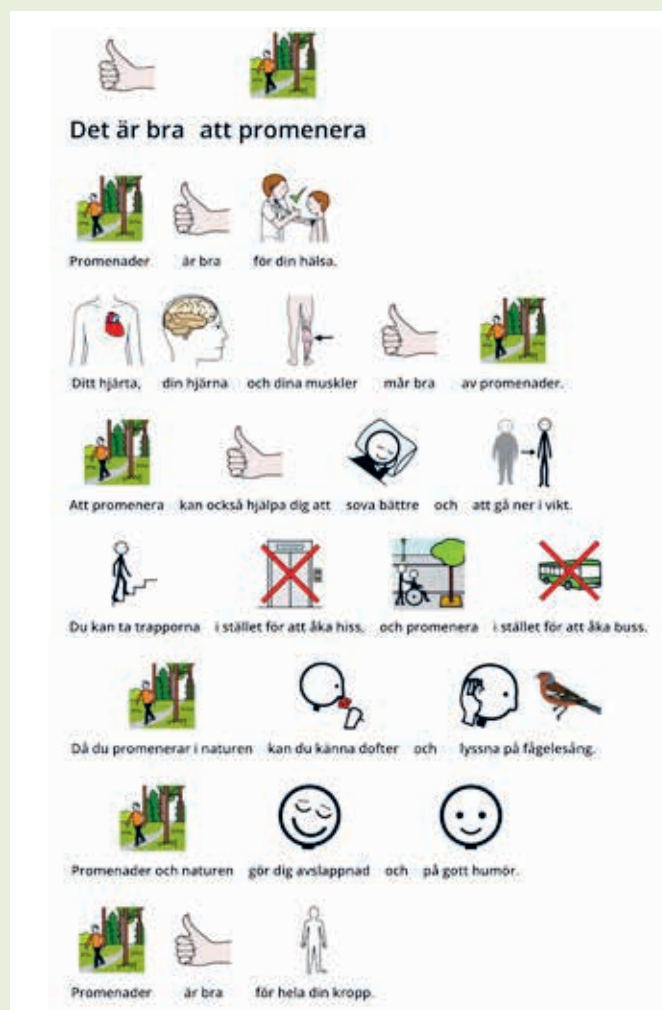 Det är bra att promenera
Promenader är bra för din hälsa.
Ditt hjärta, din hjärna och dina muskler mår bra av promenader.
Att promenera kan också hjälpa dig att sova bättre och att gå ner i vikt.
Du kan ta trapporna i stället för att åka hiss, och promenera i stället för att åka buss.
Då du promenerar i naturen kan du känna dofter och lyssna på fågelesång.
Promenader och naturen gör dig avslappnad och på gott humör.
Promenader är bra för hela din kropp.